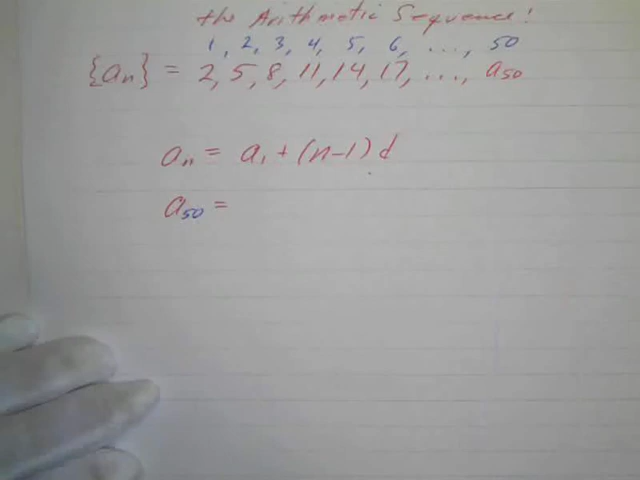 the Arithmetic Sequence!
1, 2, 3, 4, 5, 6, ..., 50
{an} = 2, 5, 8, 11, 14, 17, ..., a50
an = a1 + (n-1) d
a50 =